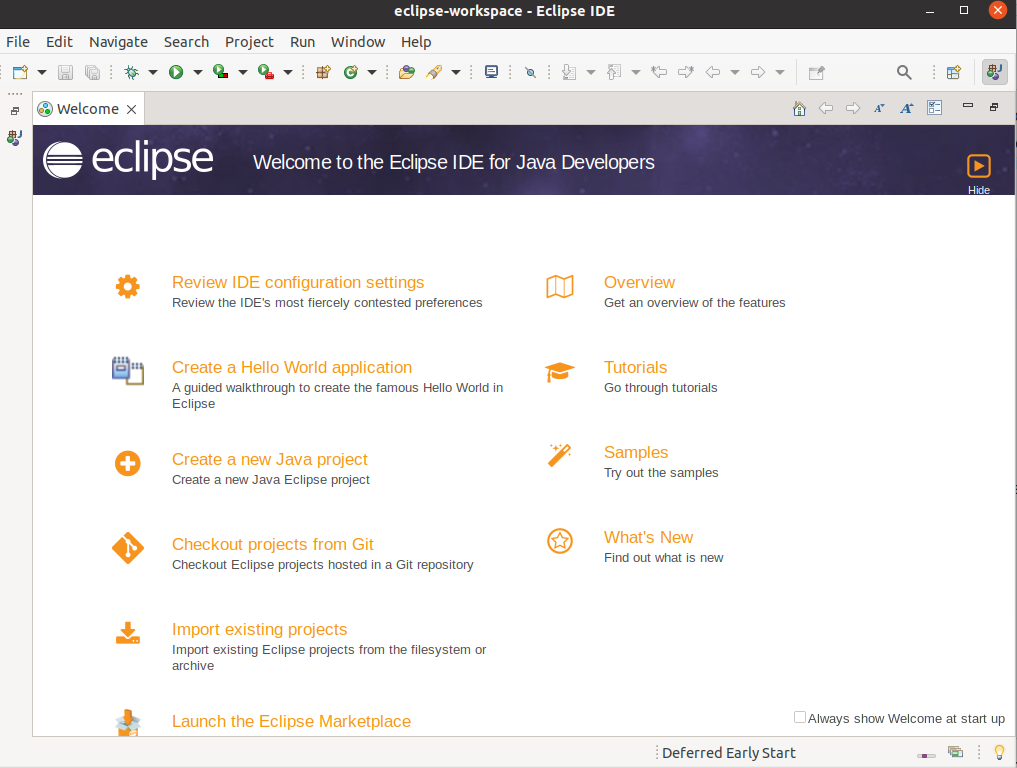 eclipse-workspace - Eclipse IDE
File Edit Navigate Search Project Run Window Help
Welcome
eclipse
Welcome to the Eclipse IDE for Java Developers
Hide
Review IDE configuration settings
Review the IDE's most fiercely contested preferences
Create a Hello World application
A guided walkthrough to create the famous Hello World in
Eclipse
Create a new Java project
Create a new Java Eclipse project
Checkout projects from Git
Checkout Eclipse projects hosted in a Git repository
Import existing projects
Import existing Eclipse projects from the filesystem or
archive
Launch the Eclipse Marketplace
Overview
Get an overview of the features
Tutorials
Go through tutorials
Samples
Try out the samples
What's New
Find out what is new
Always show Welcome at start up
Deferred Early Start